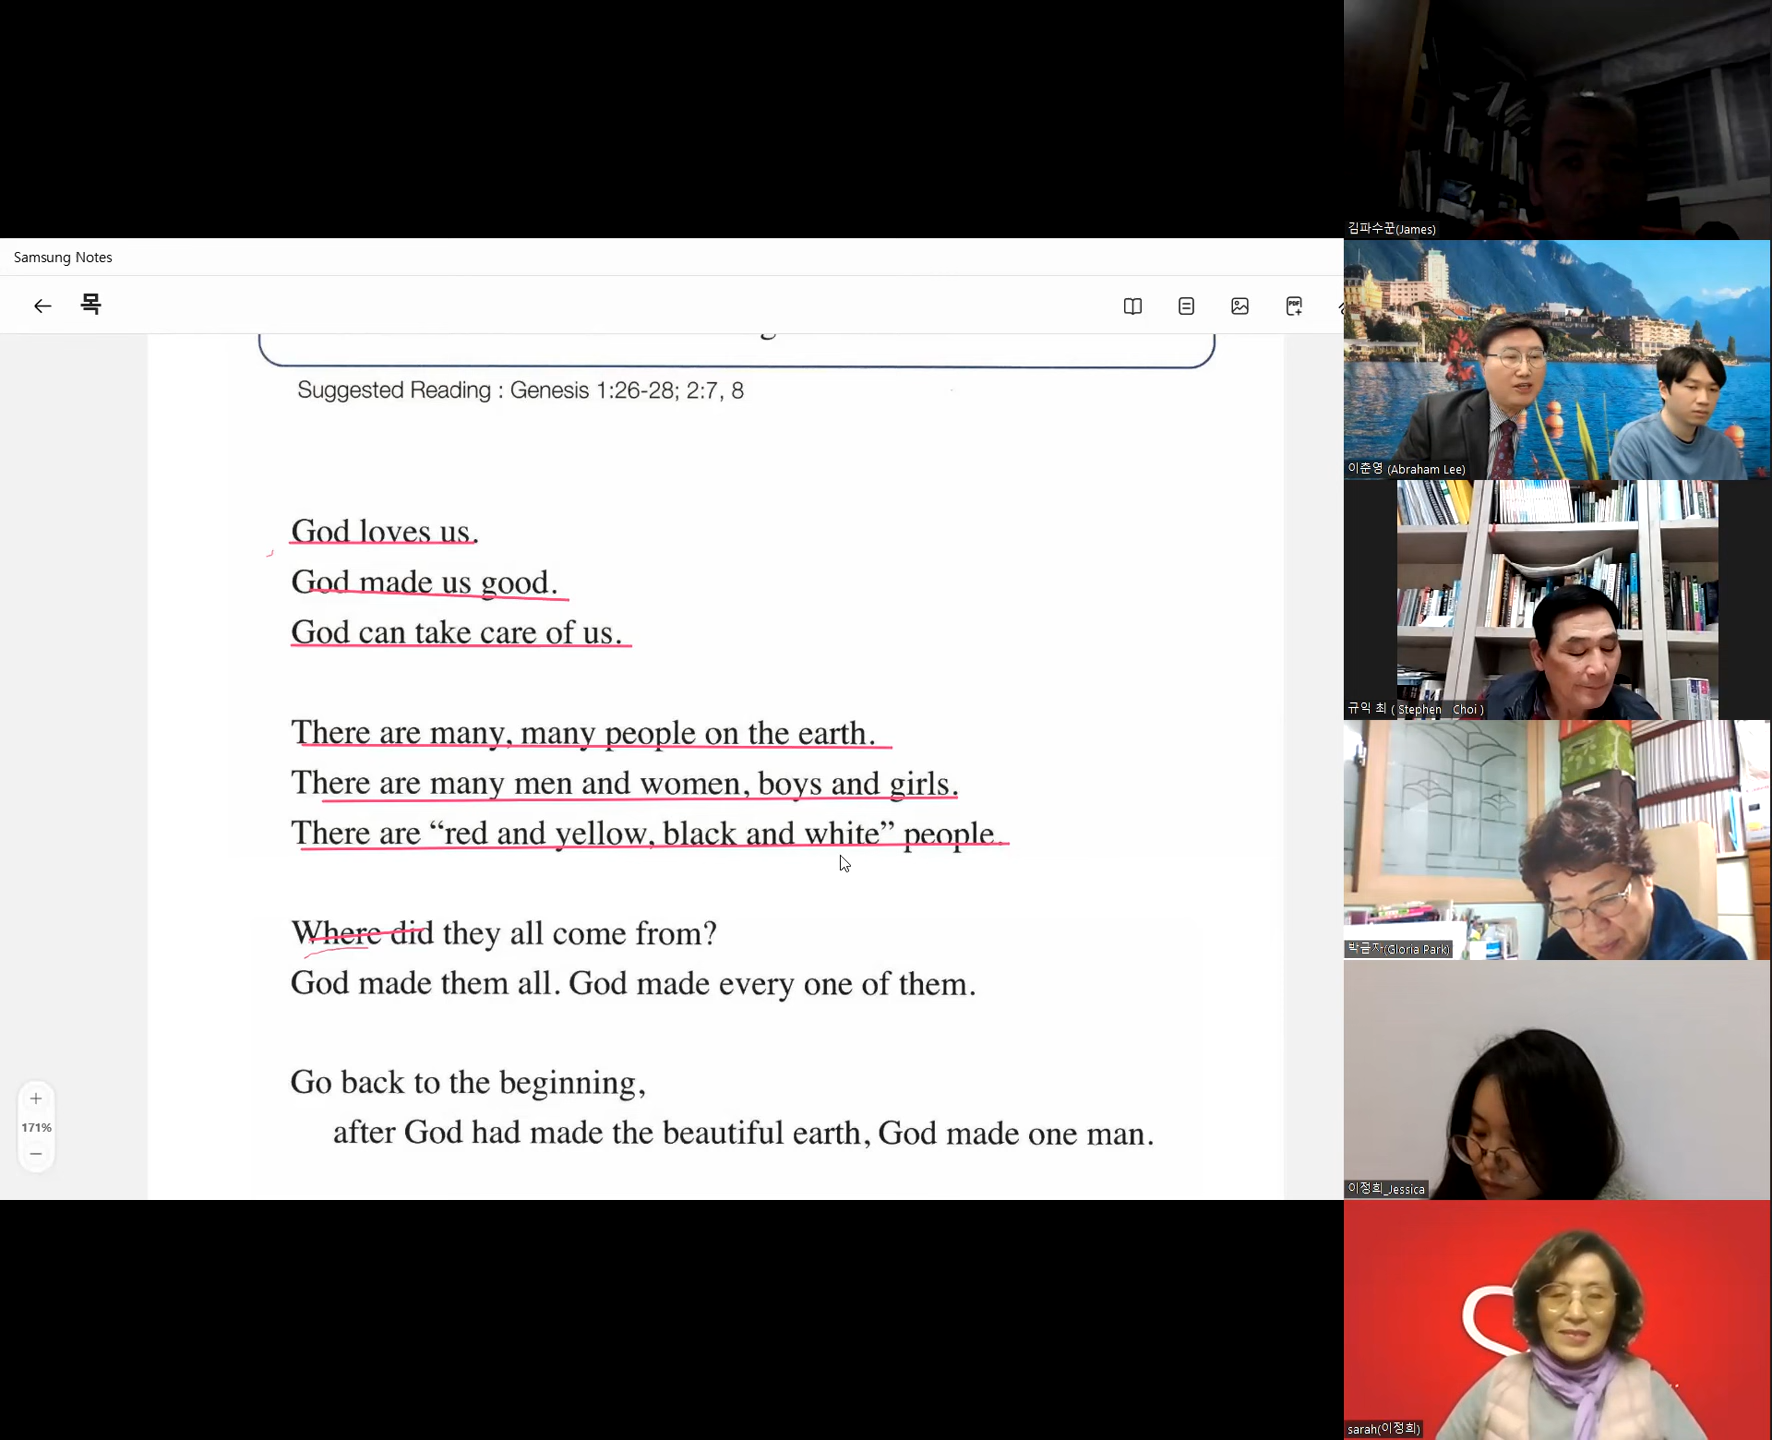 Samsung Notes
목
Suggested Reading : Genesis 1:26-28; 2:7, 8
God loves us.
God made us good.
God can take care of us.
There are many, many people on the earth.
There are many men and women, boys and girls.
There are “red and yellow, black and white” people.
Where did they all come from?
God made them all. God made every one of them.
Go back to the beginning,
after God had made the beautiful earth, God made one man.
171%
김파수꾼(James)
이춘영 (Abraham Lee)
규익 최 ( Stephen Choi )
박금자(Gloria Park)
이정희_Jessica
sarah(이정희)